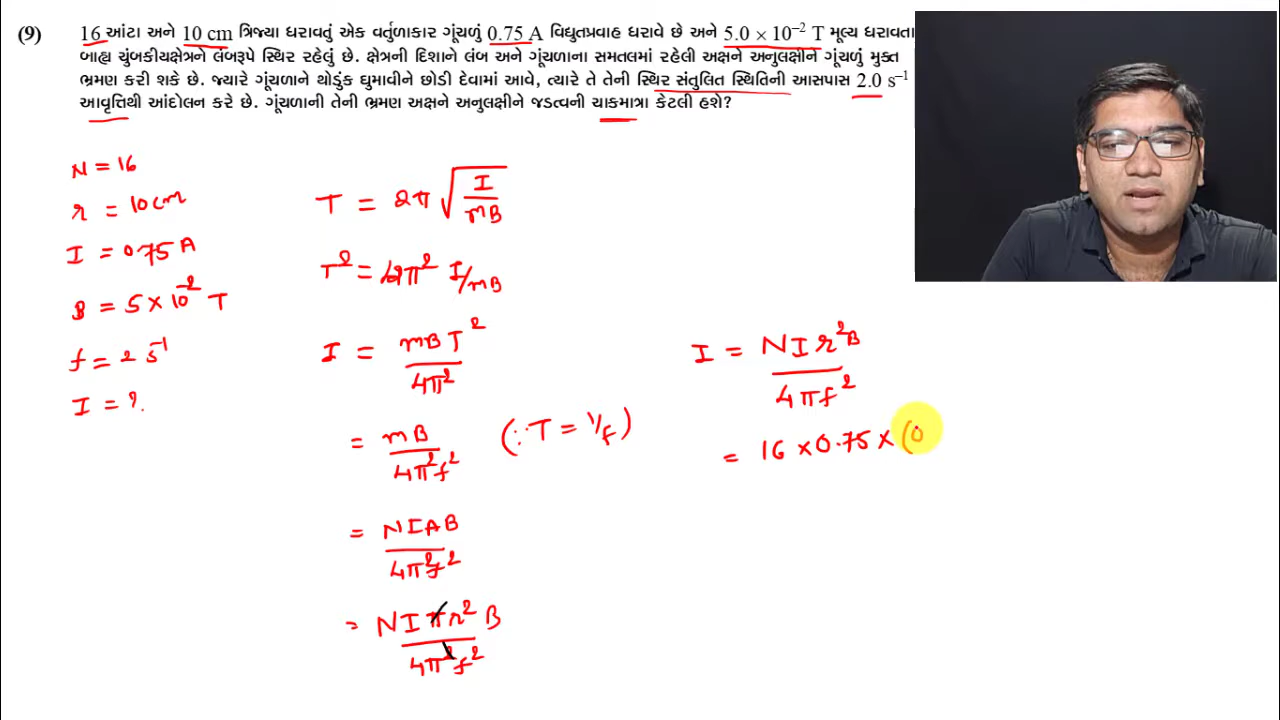 (9) 16 આંટા અને 10 cm ત્રિજ્યા ધરાવતું એક વર્તુળાકાર ગૂંચળું 0.75 A વિદ્યુતપ્રવાહ ધરાવે છે અને 5.0 × 10⁻² T મૂલ્ય ધરાવતા
બાહ્ય ચુંબકીયક્ષેત્રને લંબરૂપે સ્થિર રહેલું છે. ક્ષેત્રની દિશાને લંબ અને ગૂંચળાના સમતલમાં રહેલી અક્ષને અનુલક્ષીને ગૂંચળું મુક્ત
ભ્રમણ કરી શકે છે. જ્યારે ગૂંચળાને થોડુંક ઘુમાવીને છોડી દેવામાં આવે, ત્યારે તે તેની સ્થિર સંતુલિત સ્થિતિની આસપાસ 2.0 s⁻¹
આવૃત્તિથી આંદોલન કરે છે. ગૂંચળાની તેની ભ્રમણ અક્ષને અનુલક્ષીને જડત્વની ચાકમાત્રા કેટલી હશે?
N = 16
r = 10 cm
I = 0.75 A
B = 5 × 10⁻² T
f = 2 s⁻¹
I = ?
T = 2π √(I/mB)
T² = 4π² I/mB
I = mBT²/4π²
= mB/4π²f² (∵ T = 1/f)
= NIAB/4π²f²
= NIπr²B/4π²f²
I = NIr²B/4πf²
= 16 × 0.75 × (0